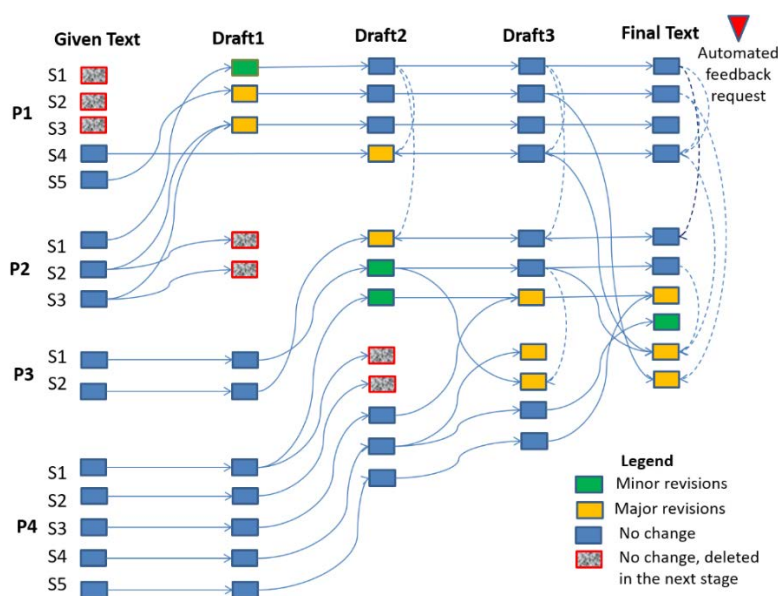 Given Text
Draft1
Draft2
Draft3
Final Text
Automated
feedback
request
P1
S1
S2
S3
S4
S5
P2
S1
S2
S3
P3
S1
S2
P4
S1
S2
S3
S4
S5
Legend
Minor revisions
Major revisions
No change
No change, deleted
in the next stage